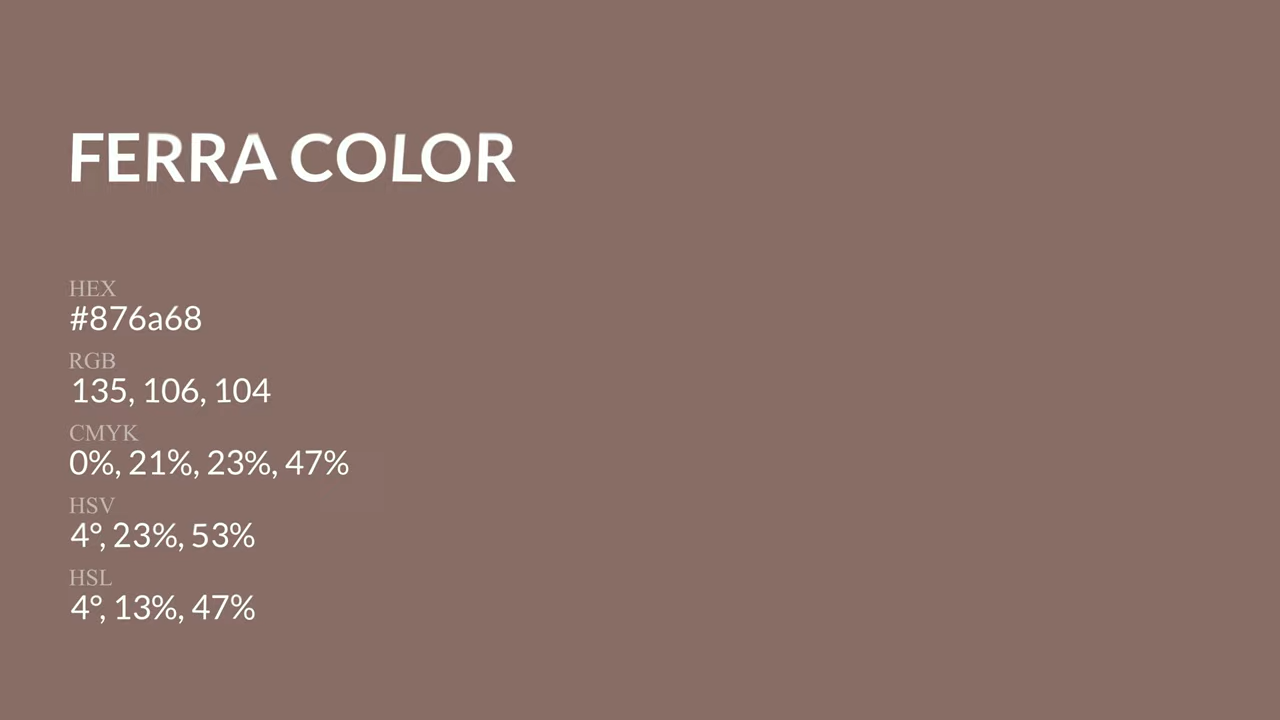 FERRA COLOR
HEX
#876a68
RGB
135, 106, 104
CMYK
0%, 21%, 23%, 47%
HSV
4°, 23%, 53%
HSL
4°, 13%, 47%